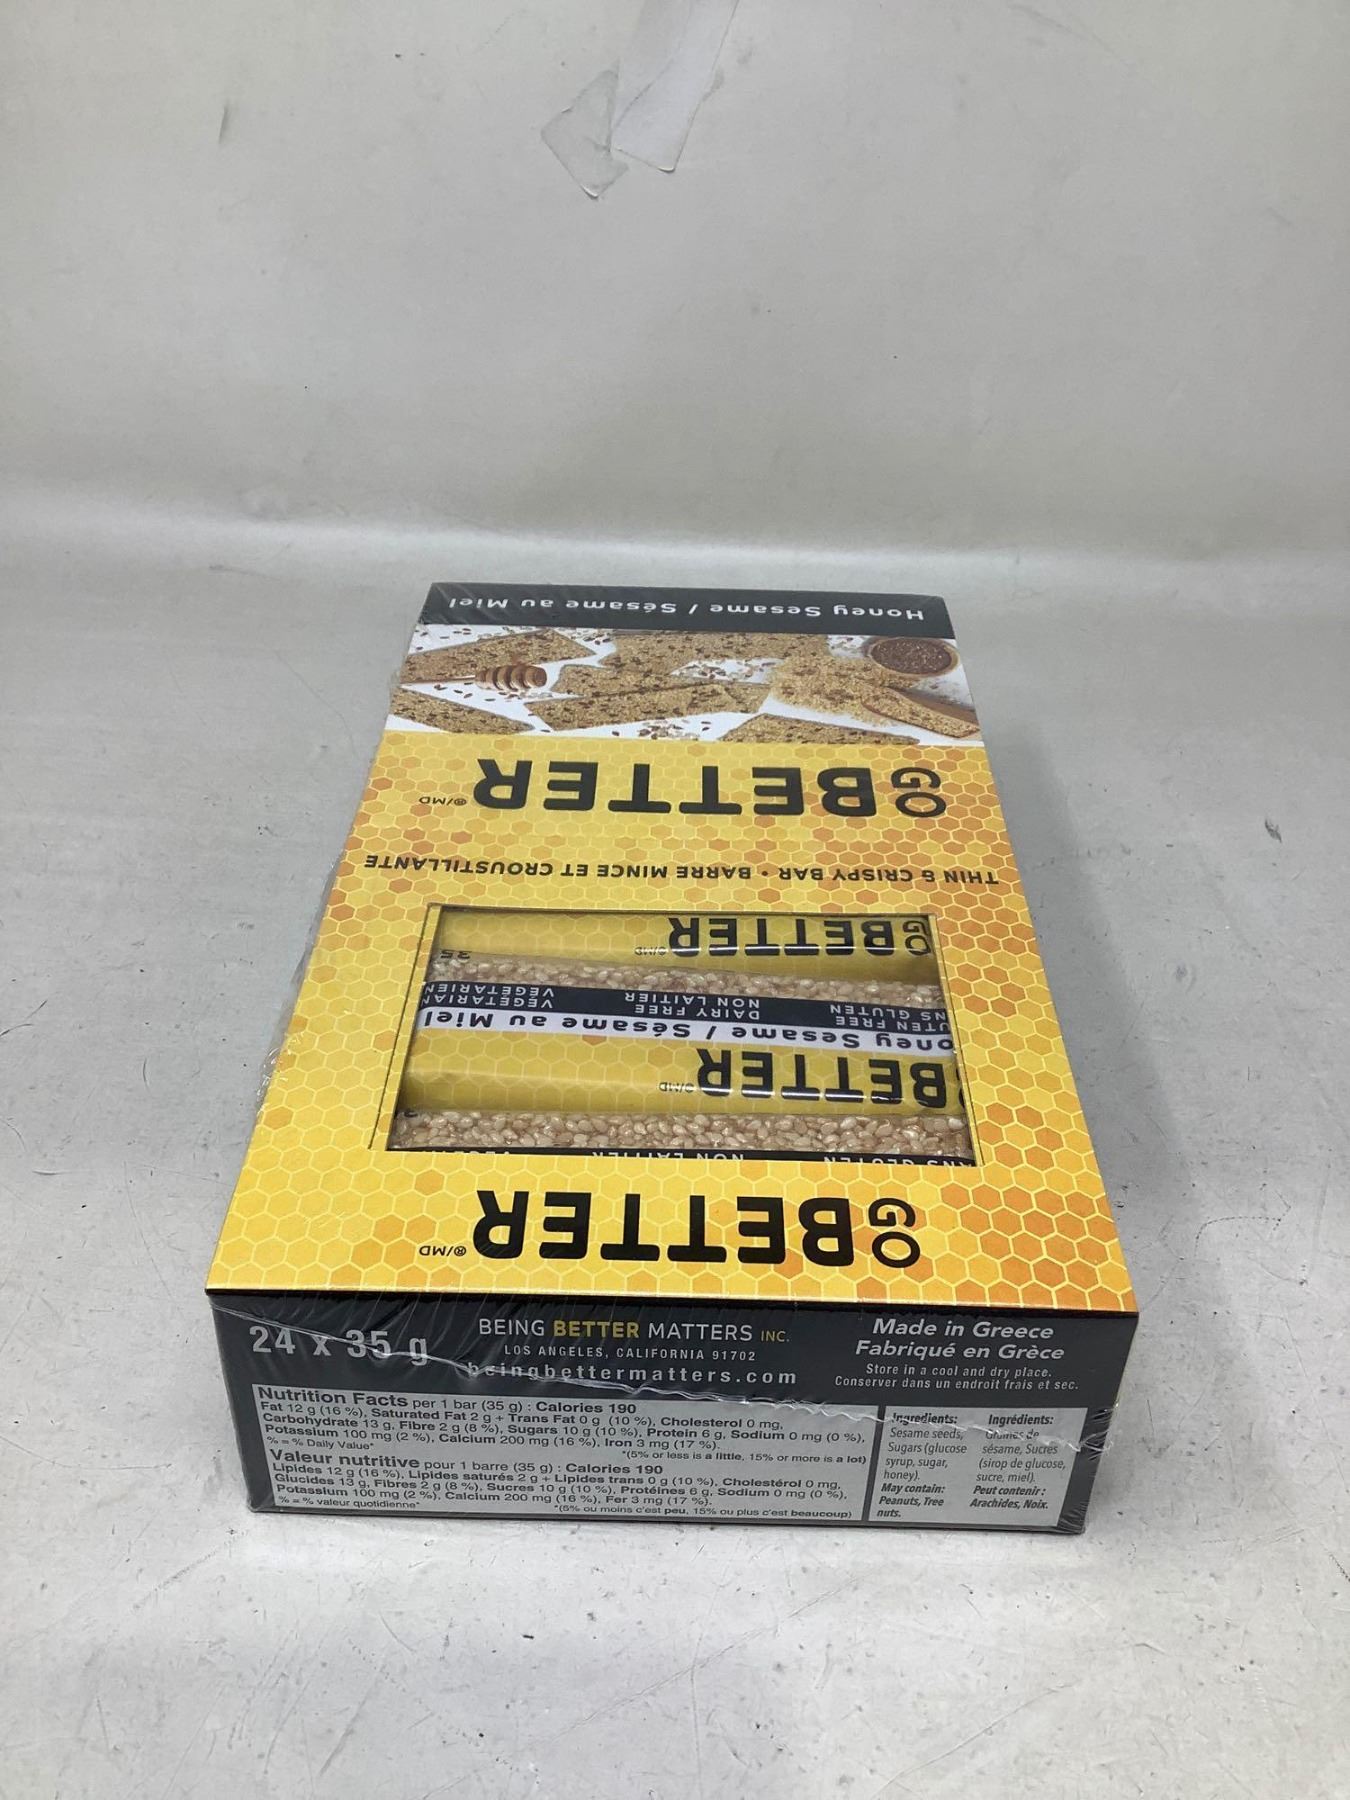 Honey Sesame / Sésame au Miel
GO BETTER ®/MD
THIN & CRISPY BAR • BARRE MINCE ET CROUSTILLANTE
GO BETTER ®/MD
35
DAIRY FREE
NON LAITIER
VEGETARIAN
VEGETARIEN
UTEN FREE
NS GLUTEN
oney Sesame / Sésame au Miel
BETTER ®/MD
NON LAITIER
GO BETTER ®/MD
24 x 35 g
BEING BETTER MATTERS INC.
LOS ANGELES, CALIFORNIA 91702
beingbettermatters.com
Made in Greece
Fabriqué en Grèce
Store in a cool and dry place.
Conserver dans un endroit frais et sec.
Nutrition Facts per 1 bar (35 g) : Calories 190
Fat 12 g (16 %), Saturated Fat 2 g + Trans Fat 0 g (10 %), Cholesterol 0 mg,
Carbohydrate 13 g, Fibre 2 g (8 %), Sugars 10 g (10 %), Protein 6 g, Sodium 0 mg (0 %),
Potassium 100 mg (2 %), Calcium 200 mg (16 %), Iron 3 mg (17 %).
% = % Daily Value* *(5% or less is a little, 15% or more is a lot)
Valeur nutritive pour 1 barre (35 g) : Calories 190
Lipides 12 g (16 %), Lipides saturés 2 g + Lipides trans 0 g (10 %), Cholestérol 0 mg,
Glucides 13 g, Fibres 2 g (8 %), Sucres 10 g (10 %), Protéines 6 g, Sodium 0 mg (0 %),
Potassium 100 mg (2 %), Calcium 200 mg (16 %), Fer 3 mg (17 %).
% = % valeur quotidienne* *(5% ou moins c'est peu, 15% ou plus c'est beaucoup)
Ingredients:
Sesame seeds,
Sugars (glucose
syrup, sugar,
honey).
May contain:
Peanuts, Tree
nuts.
Ingrédients:
Graines de
sésame, Sucres
(sirop de glucose,
sucre, miel).
Peut contenir :
Arachides, Noix.